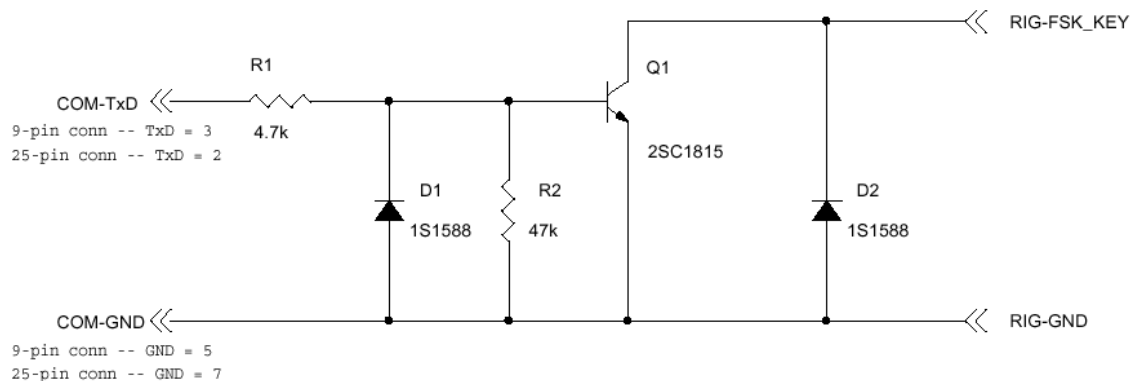 RIG-FSK_KEY
R1
Q1
COM-TxD
9-pin conn -- TxD = 3
4.7k
25-pin conn -- TxD = 2
2SC1815
D1
R2
D2
1S1588
47k
1S1588
COM-GND
RIG-GND
9-pin conn -- GND = 5
25-pin conn -- GND = 7